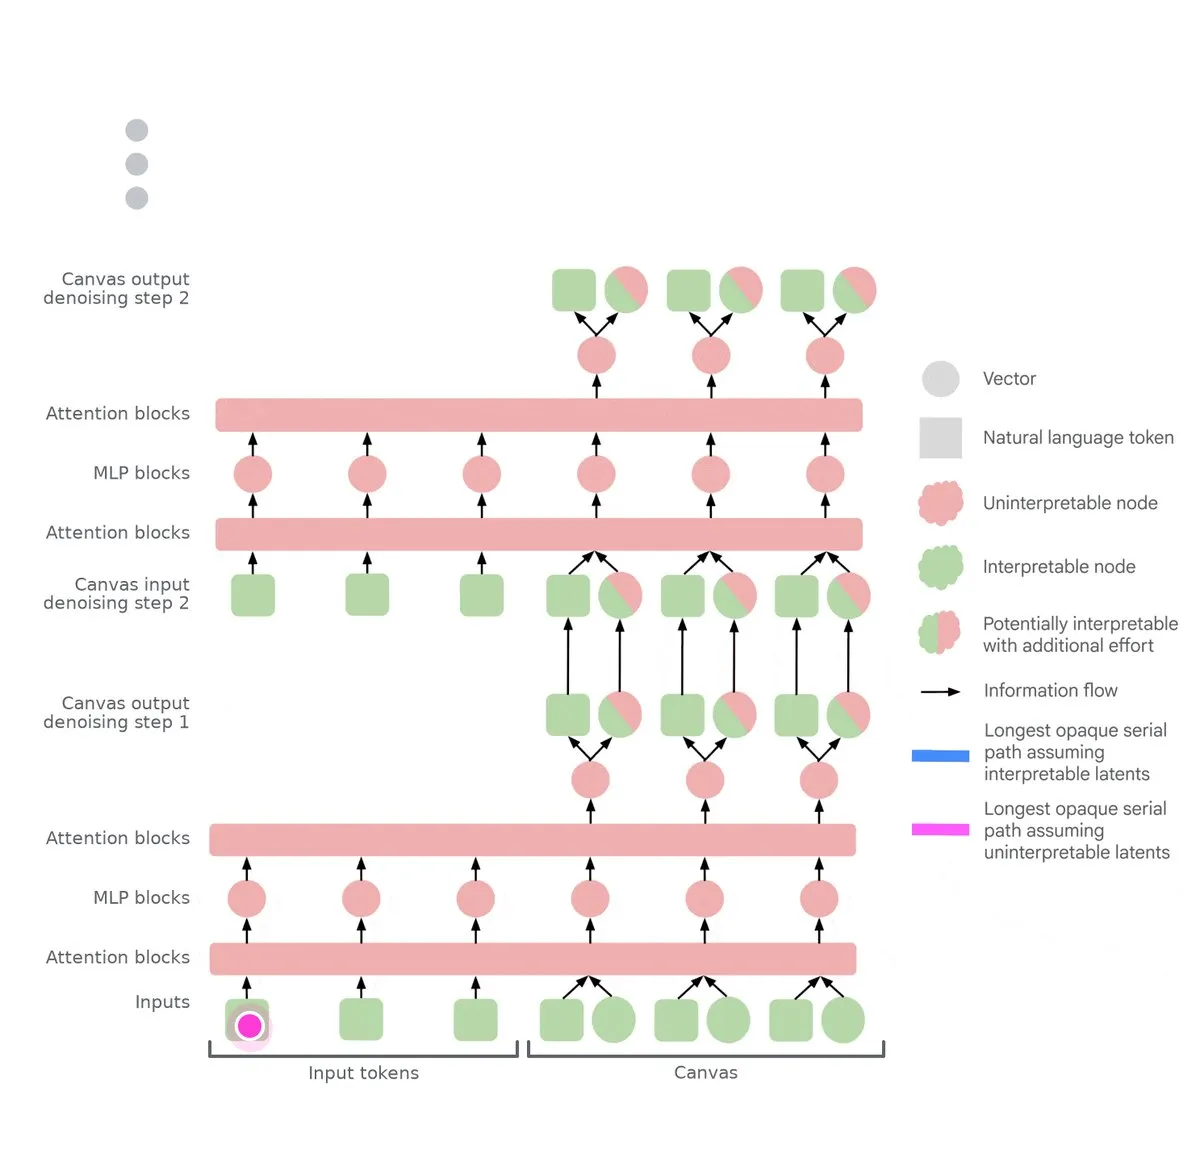 Canvas output
denoising step 2
Attention blocks
MLP blocks
Attention blocks
Canvas input
denoising step 2
Canvas output
denoising step 1
Attention blocks
MLP blocks
Attention blocks
Inputs
Input tokens
Canvas
Vector
Natural language token
Uninterpretable node
Interpretable node
Potentially interpretable
with additional effort
Information flow
Longest opaque serial
path assuming
interpretable latents
Longest opaque serial
path assuming
uninterpretable latents